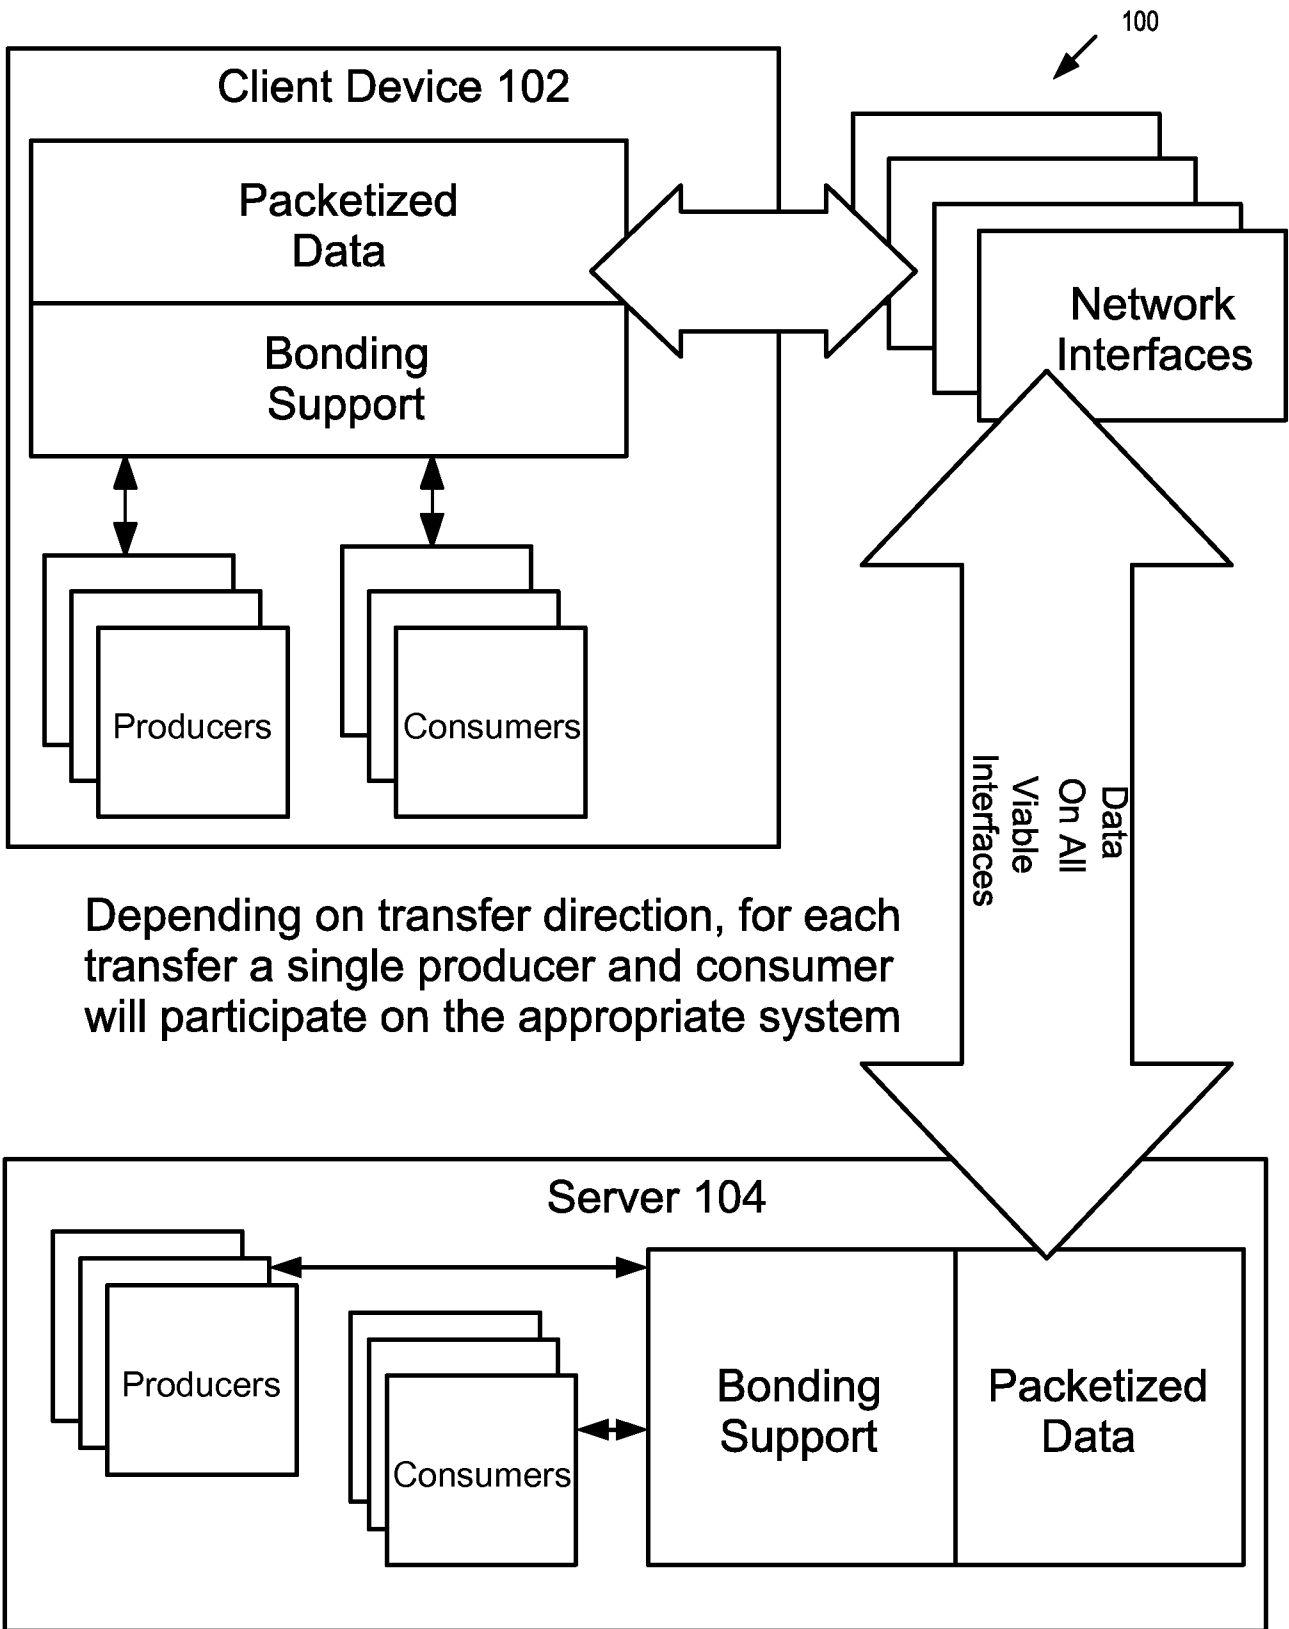 100
Client Device 102
Packetized
Data
Bonding
Support
Network
Interfaces
Producers
Consumers
Data
On All
Viable
Interfaces
Depending on transfer direction, for each
transfer a single producer and consumer
will participate on the appropriate system
Server 104
Producers
Consumers
Bonding
Support
Packetized
Data